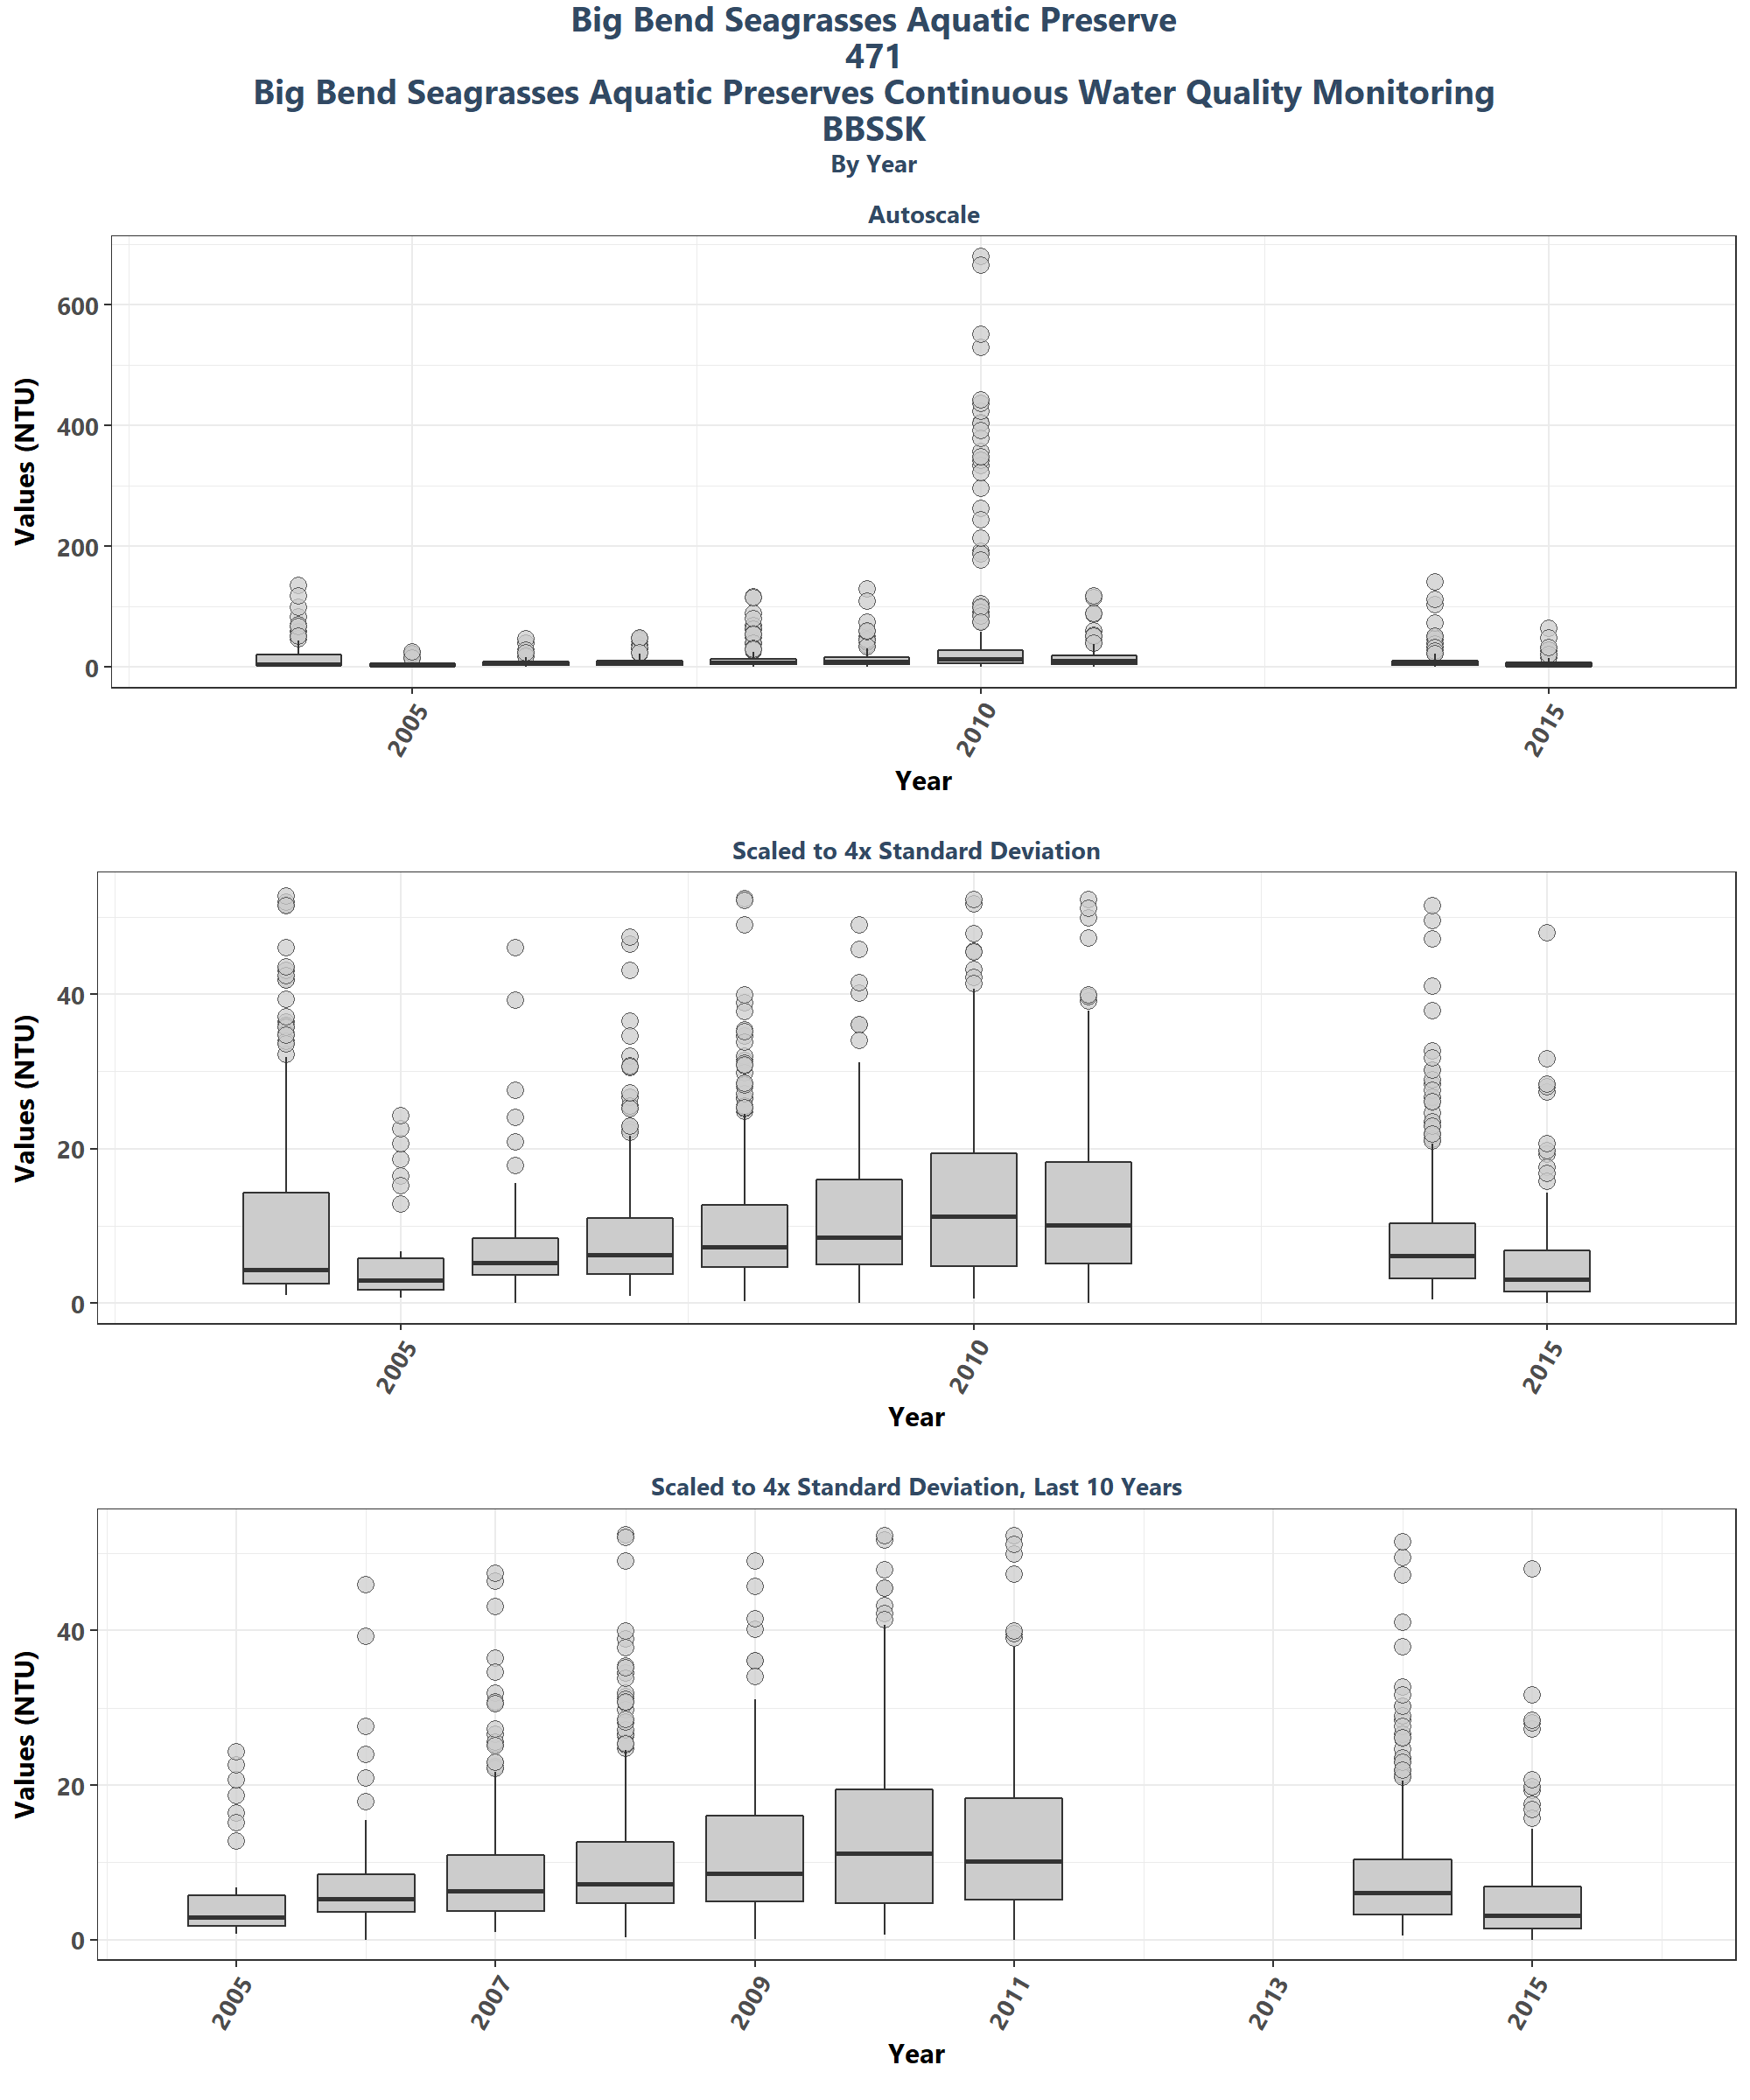 Big Bend Seagrasses Aquatic Preserve
471
Big Bend Seagrasses Aquatic Preserves Continuous Water Quality Monitoring
BBSSK
By Year
Autoscale
Values (NTU)
600
400
200
0
2005
2010
2015
Year
Scaled to 4x Standard Deviation
Values (NTU)
40
20
0
2005
2010
2015
Year
Scaled to 4x Standard Deviation, Last 10 Years
Values (NTU)
40
20
0
2005
2007
2009
2011
2013
2015
Year